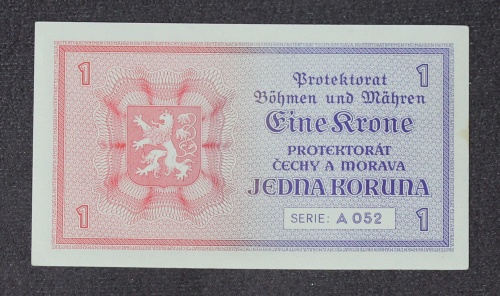 1 1
Protektorat
Böhmen und Mähren
Eine Krone
PROTEKTORÁT
ČECHY A MORAVA
JEDNA KORUNA
1 SERIE: A 052 1